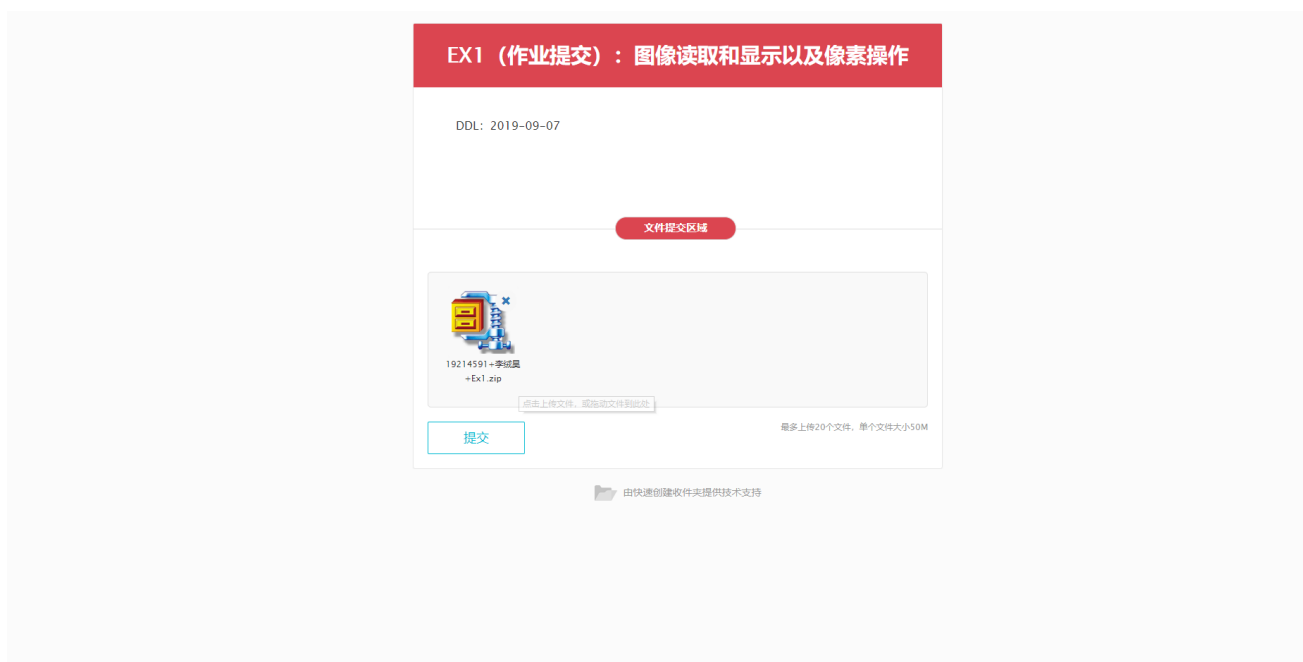 EX1（作业提交）：图像读取和显示以及像素操作
DDL：2019-09-07
文件提交区域
19214591+李绒昊
+Ex1.zip
点击上传文件，或拖动文件到此处
最多上传20个文件，单个文件大小50M
提交
由快速创建收件夹提供技术支持